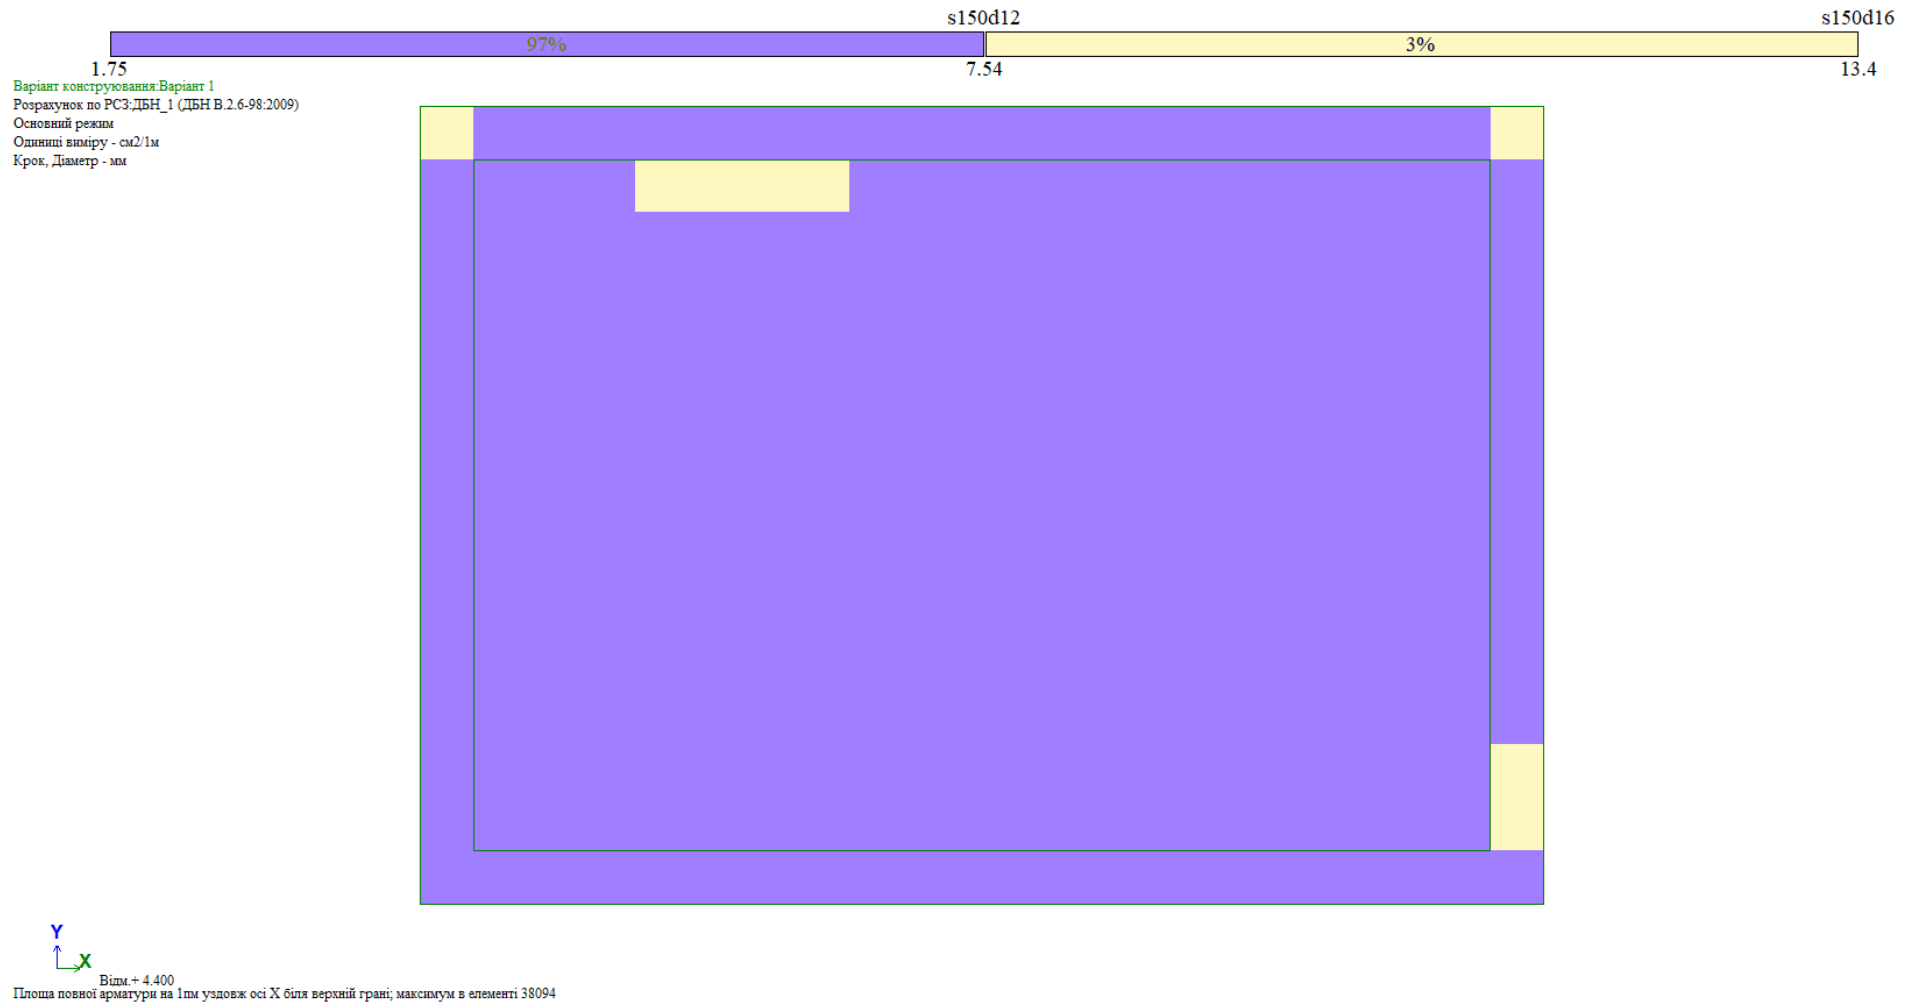 s150d12 s150d16
97% 3%
1.75 7.54 13.4
Варіант конструювання:Варіант 1
Розрахунок по РСЗ:ДБН_1 (ДБН В.2.6-98:2009)
Основний режим
Одиниці виміру - см2/1м
Крок, Діаметр - мм
Y
X
Відм.+ 4.400
Площа повної арматури на 1пм уздовж осі X біля верхній грані; максимум в елементі 38094